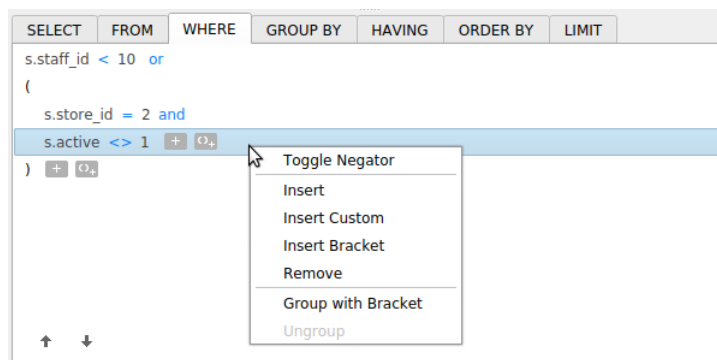 SELECT FROM WHERE GROUP BY HAVING ORDER BY LIMIT
s.staff_id < 10 or
(
s.store_id = 2 and
s.active <> 1 + ()+
) + ()+
Toggle Negator
Insert
Insert Custom
Insert Bracket
Remove
Group with Bracket
Ungroup